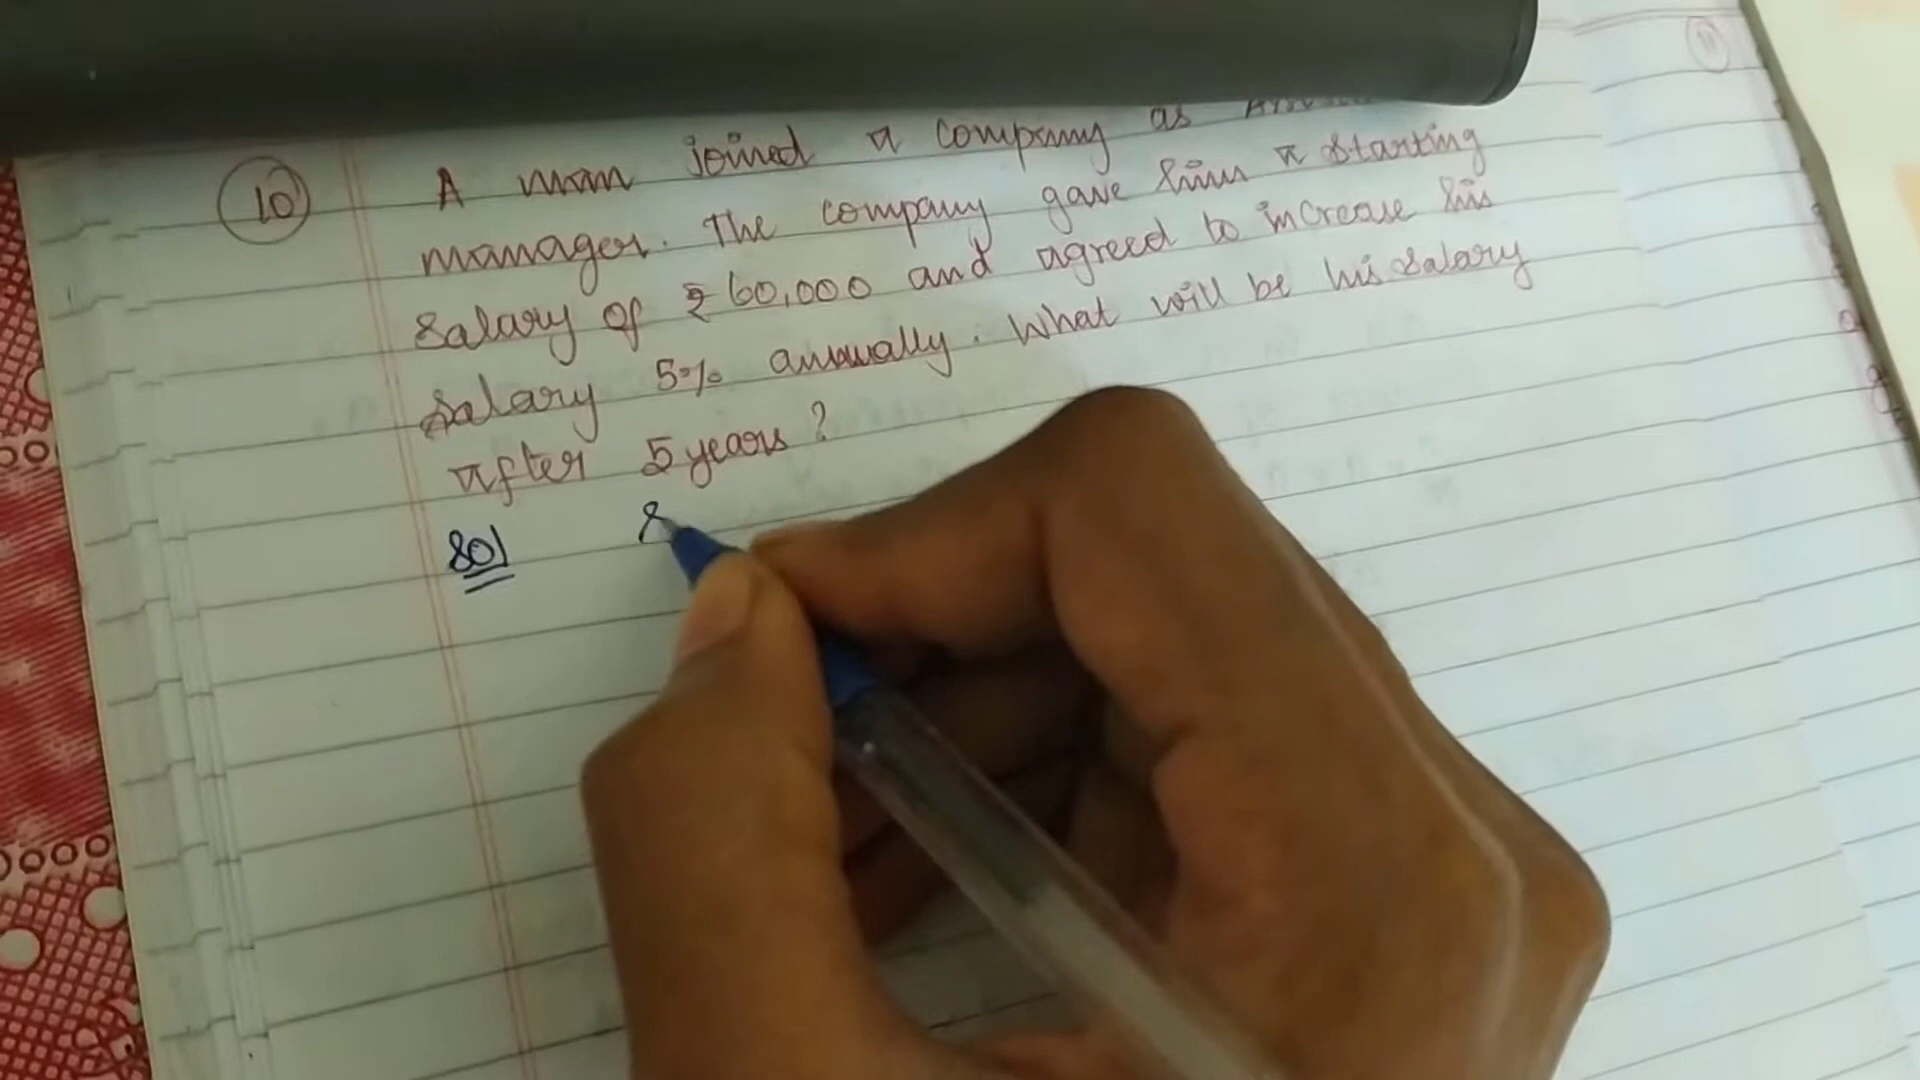 10 A man joined a company as
manager. The company gave him a starting
salary of ₹ 60,000 and agreed to increase his
salary 5% annually. What will be his salary
after 5 years?
Sol S